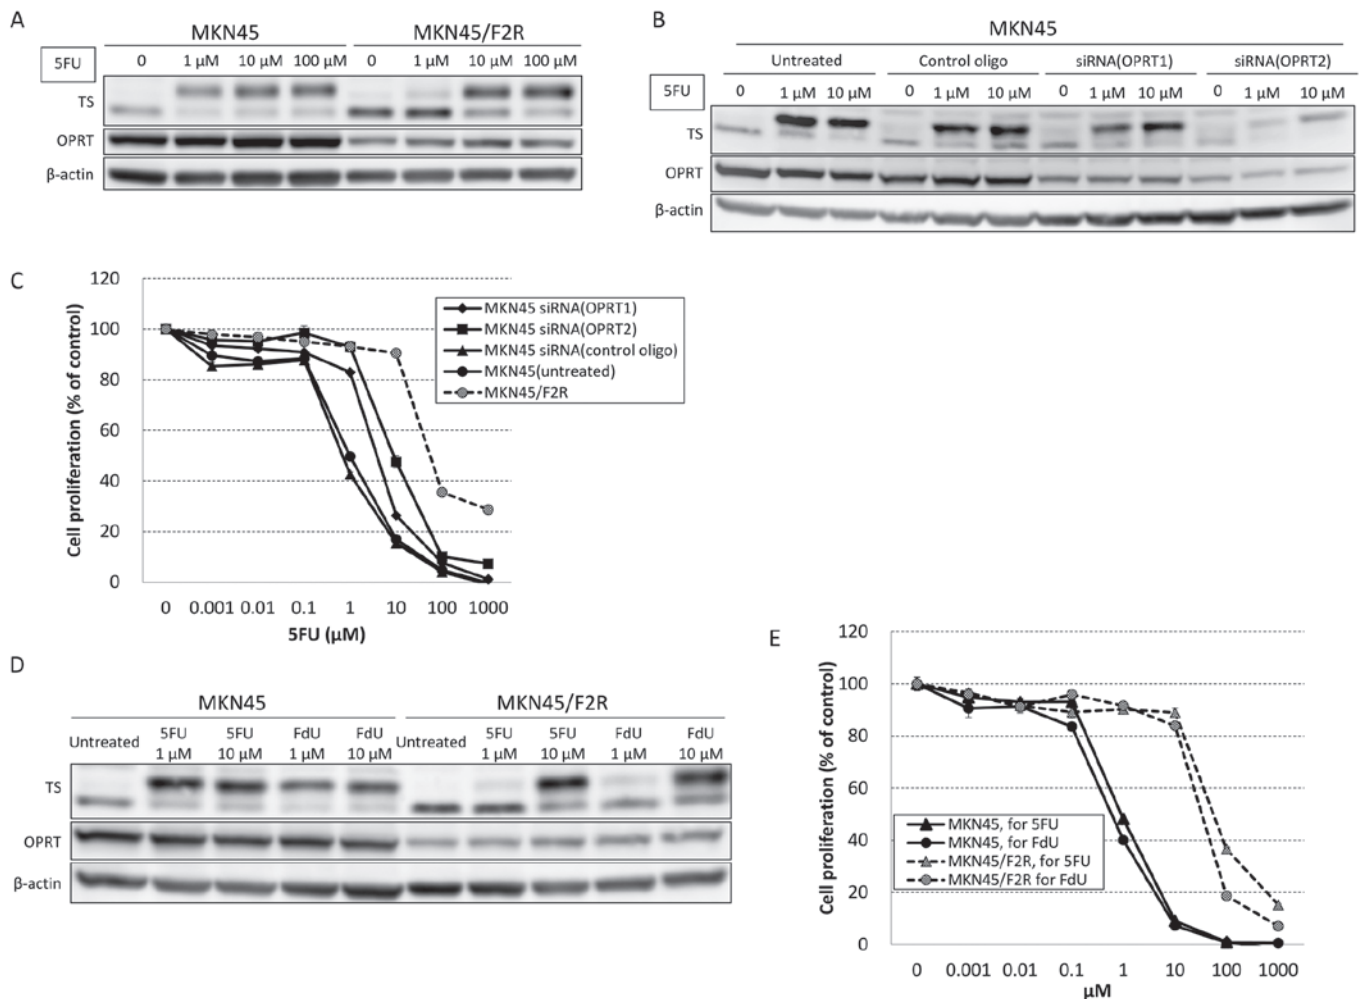 A
MKN45 MKN45/F2R
5FU 0 1 μM 10 μM 100 μM 0 1 μM 10 μM 100 μM
TS
OPRT
β-actin
B
MKN45
Untreated Control oligo siRNA(OPRT1) siRNA(OPRT2)
5FU 0 1 μM 10 μM 0 1 μM 10 μM 0 1 μM 10 μM 0 1 μM 10 μM
TS
OPRT
β-actin
C
Cell proliferation (% of control)
120
100
80
60
40
20
0
MKN45 siRNA(OPRT1)
MKN45 siRNA(OPRT2)
MKN45 siRNA(control oligo)
MKN45(untreated)
MKN45/F2R
0 0.001 0.01 0.1 1 10 100 1000
5FU (μM)
D
MKN45 MKN45/F2R
Untreated 5FU 5FU FdU FdU Untreated 5FU 5FU FdU FdU
1 μM 10 μM 1 μM 10 μM 1 μM 10 μM 1 μM 10 μM
TS
OPRT
β-actin
E
Cell proliferation (% of control)
120
100
80
60
40
20
0
MKN45, for 5FU
MKN45, for FdU
MKN45/F2R, for 5FU
MKN45/F2R for FdU
0 0.001 0.01 0.1 1 10 100 1000
μM